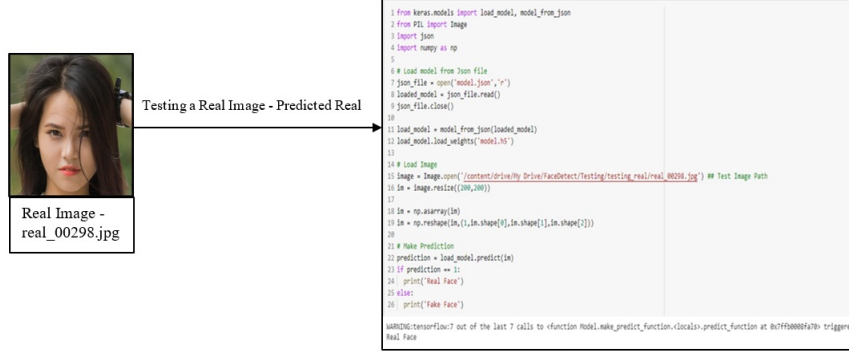 Real Image -
real_00298.jpg
Testing a Real Image - Predicted Real
1 from keras.models import load_model, model_from_json
2 from PIL import Image
3 import json
4 import numpy as np
5
6 # Load model from Json file
7 json_file = open('model.json','r')
8 loaded_model = json_file.read()
9 json_file.close()
10
11 load_model = model_from_json(loaded_model)
12 load_model.load_weights('model.h5')
13
14 # Load Image
15 image = Image.open('/content/drive/My Drive/FaceDetect/Testing/testing_real/real_00298.jpg') ## Test Image Path
16 im = image.resize((200,200))
17
18 im = np.asarray(im)
19 im = np.reshape(im,(1,im.shape[0],im.shape[1],im.shape[2]))
20
21 # Make Prediction
22 prediction = load_model.predict(im)
23 if prediction == 1:
24 print('Real Face')
25 else:
26 print('Fake Face')
WARNING:tensorflow:7 out of the last 7 calls to <function Model.make_predict_function.<locals>.predict_function at 0x7ffb0008fa70> triggere
Real Face